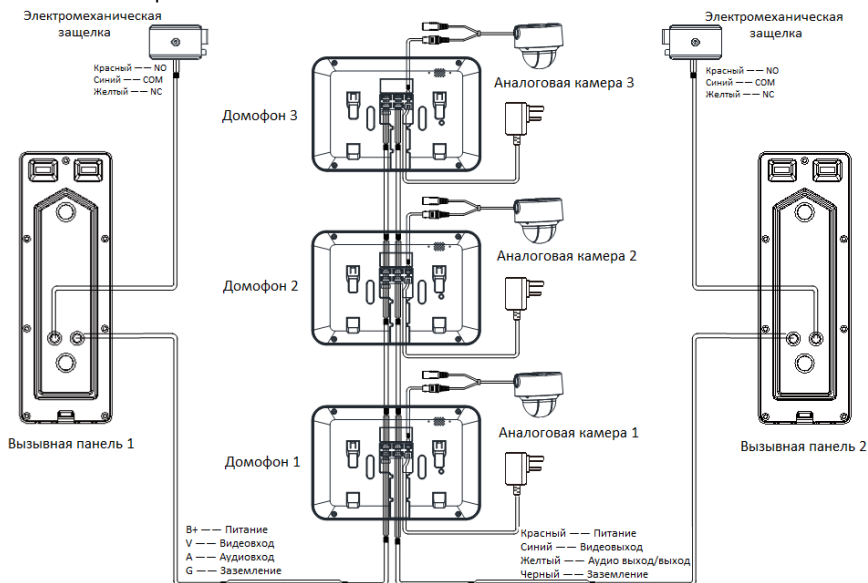 Электромеханическая
защелка
Красный —— NO
Синий —— COM
Желтый —— NC
Электромеханическая
защелка
Красный —— NO
Синий —— COM
Желтый —— NC
Аналоговая камера 3
Домофон 3
Аналоговая камера 2
Домофон 2
Аналоговая камера 1
Домофон 1
Вызывная панель 1
Вызывная панель 2
B+ —— Питание
V —— Видеовход
A —— Аудиовход
G —— Заземление
Красный —— Питание
Синий —— Видеовыход
Желтый —— Аудио выход/выход
Черный —— Заземление